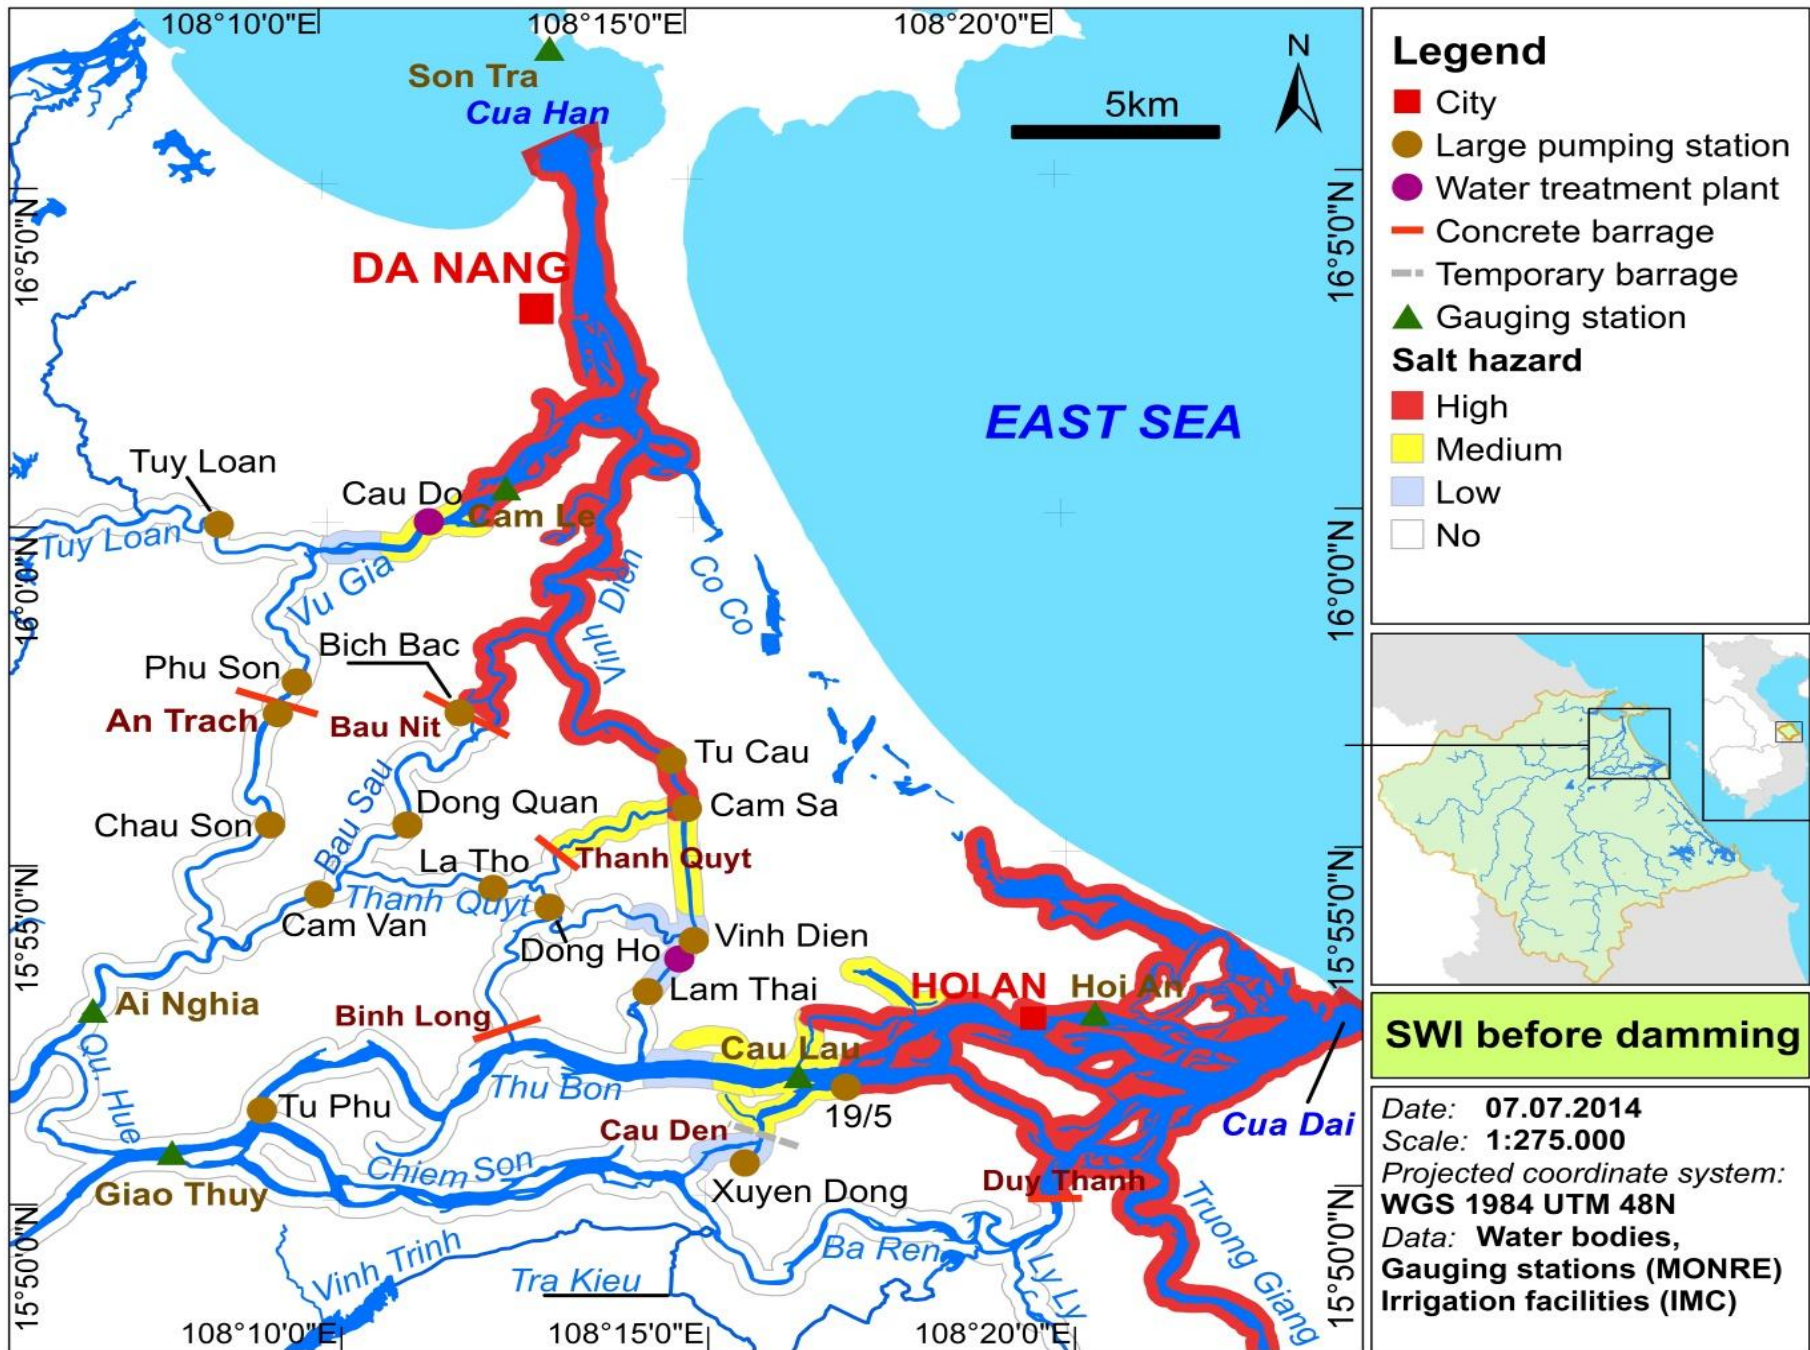 108°10'0"E
108°15'0"E
108°20'0"E
Son Tra
Cua Han
5km
N
16°5'0"N
16°5'0"N
DA NANG
EAST SEA
Tuy Loan
Cau Do
Cam Le
Tuy Loan
Vu Gia
Vinh Dien
Co Co
16°0'0"N
16°0'0"N
Bich Bac
Phu Son
An Trach
Bau Nit
Tu Cau
Dong Quan
Cam Sa
Chau Son
Bau Sau
La Tho
Thanh Quyt
Thanh Quyt
Cam Van
Dong Ho
Vinh Dien
15°55'0"N
15°55'0"N
Lam Thai
HOI AN
Hoi An
Ai Nghia
Binh Long
Cau Lau
Qu. Hue
Thu Bon
Tu Phu
19/5
Cua Dai
Cau Den
Chiem Son
Giao Thuy
Xuyen Dong
Duy Thanh
15°50'0"N
15°50'0"N
Vinh Trinh
Tra Kieu
Ba Ren
Ly Ly
Truong Giang
108°10'0"E
108°15'0"E
108°20'0"E
Legend
City
Large pumping station
Water treatment plant
Concrete barrage
Temporary barrage
Gauging station
Salt hazard
High
Medium
Low
No
SWI before damming
Date: 07.07.2014
Scale: 1:275.000
Projected coordinate system:
WGS 1984 UTM 48N
Data: Water bodies,
Gauging stations (MONRE)
Irrigation facilities (IMC)